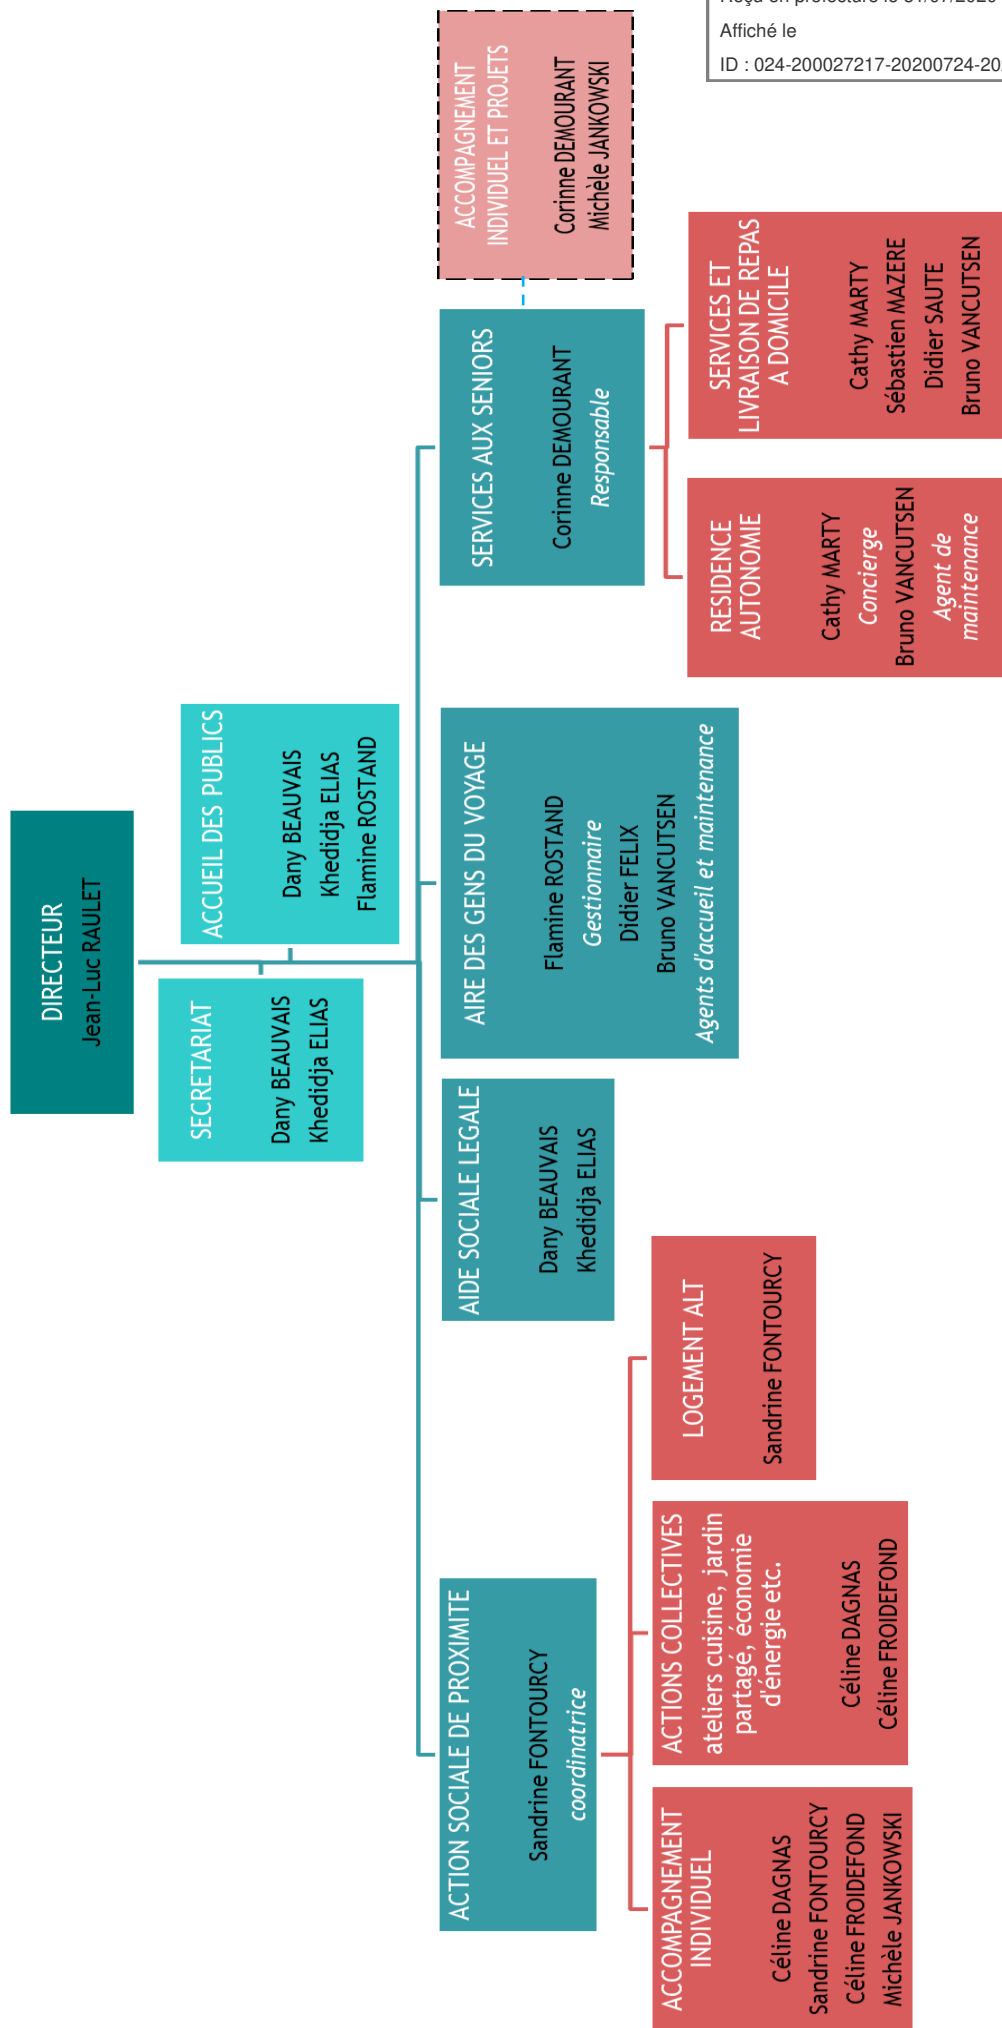 Affiché le
ID : 024-200027217-20200724-20
DIRECTEUR
Jean-Luc RAULET
SECRETARIAT
Dany BEAUVAIS
Khedidja ELIAS
ACCUEIL DES PUBLICS
Dany BEAUVAIS
Khedidja ELIAS
Flamine ROSTAND
ACTION SOCIALE DE PROXIMITE
Sandrine FONTOURCY
coordinatrice
AIDE SOCIALE LEGALE
Dany BEAUVAIS
Khedidja ELIAS
AIRE DES GENS DU VOYAGE
Flamine ROSTAND
Gestionnaire
Didier FELIX
Bruno VANCUTSEN
Agents d'accueil et maintenance
SERVICES AUX SENIORS
Corinne DEMOURANT
Responsable
ACCOMPAGNEMENT
INDIVIDUEL ET PROJETS
Corinne DEMOURANT
Michèle JANKOWSKI
ACCOMPAGNEMENT
INDIVIDUEL
Céline DAGNAS
Sandrine FONTOURCY
Céline FROIDEFOND
Michèle JANKOWSKI
ACTIONS COLLECTIVES
ateliers cuisine, jardin
partagé, économie
d'énergie etc.
Céline DAGNAS
Céline FROIDEFOND
LOGEMENT ALT
Sandrine FONTOURCY
RESIDENCE
AUTONOMIE
Cathy MARTY
Concierge
Bruno VANCUTSEN
Agent de
maintenance
SERVICES ET
LIVRAISON DE REPAS
A DOMICILE
Cathy MARTY
Sébastien MAZERE
Didier SAUTE
Bruno VANCUTSEN